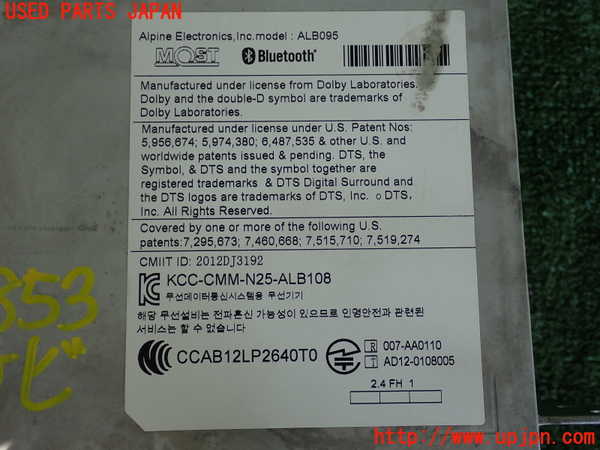 USED PARTS JAPAN
Alpine Electronics,Inc.model : ALB095
MOST Bluetooth®
Manufactured under license from Dolby Laboratories.
Dolby and the double-D symbol are trademarks of
Dolby Laboratories.
Manufactured under license under U.S. Patent Nos:
5,956,674; 5,974,380; 6,487,535 & other U.S. and
worldwide patents issued & pending. DTS, the
Symbol, & DTS and the symbol together are
registered trademarks & DTS Digital Surround and
the DTS logos are trademarks of DTS, Inc. © DTS,
Inc. All Rights Reserved.
Covered by one or more of the following U.S.
patents:7,295,673; 7,460,668; 7,515,710; 7,519,274
CMIIT ID: 2012DJ3192
KCC-CMM-N25-ALB108
무선데이터통신시스템용 무선기기
해당 무선설비는 전파혼신 가능성이 있으므로 인명안전과 관련된
서비스는 할 수 없습니다.
CCAB12LP2640T0
R 007-AA0110
T AD12-0108005
2.4 FH 1
853
ナビ
UPJ http://www.upjpn.com